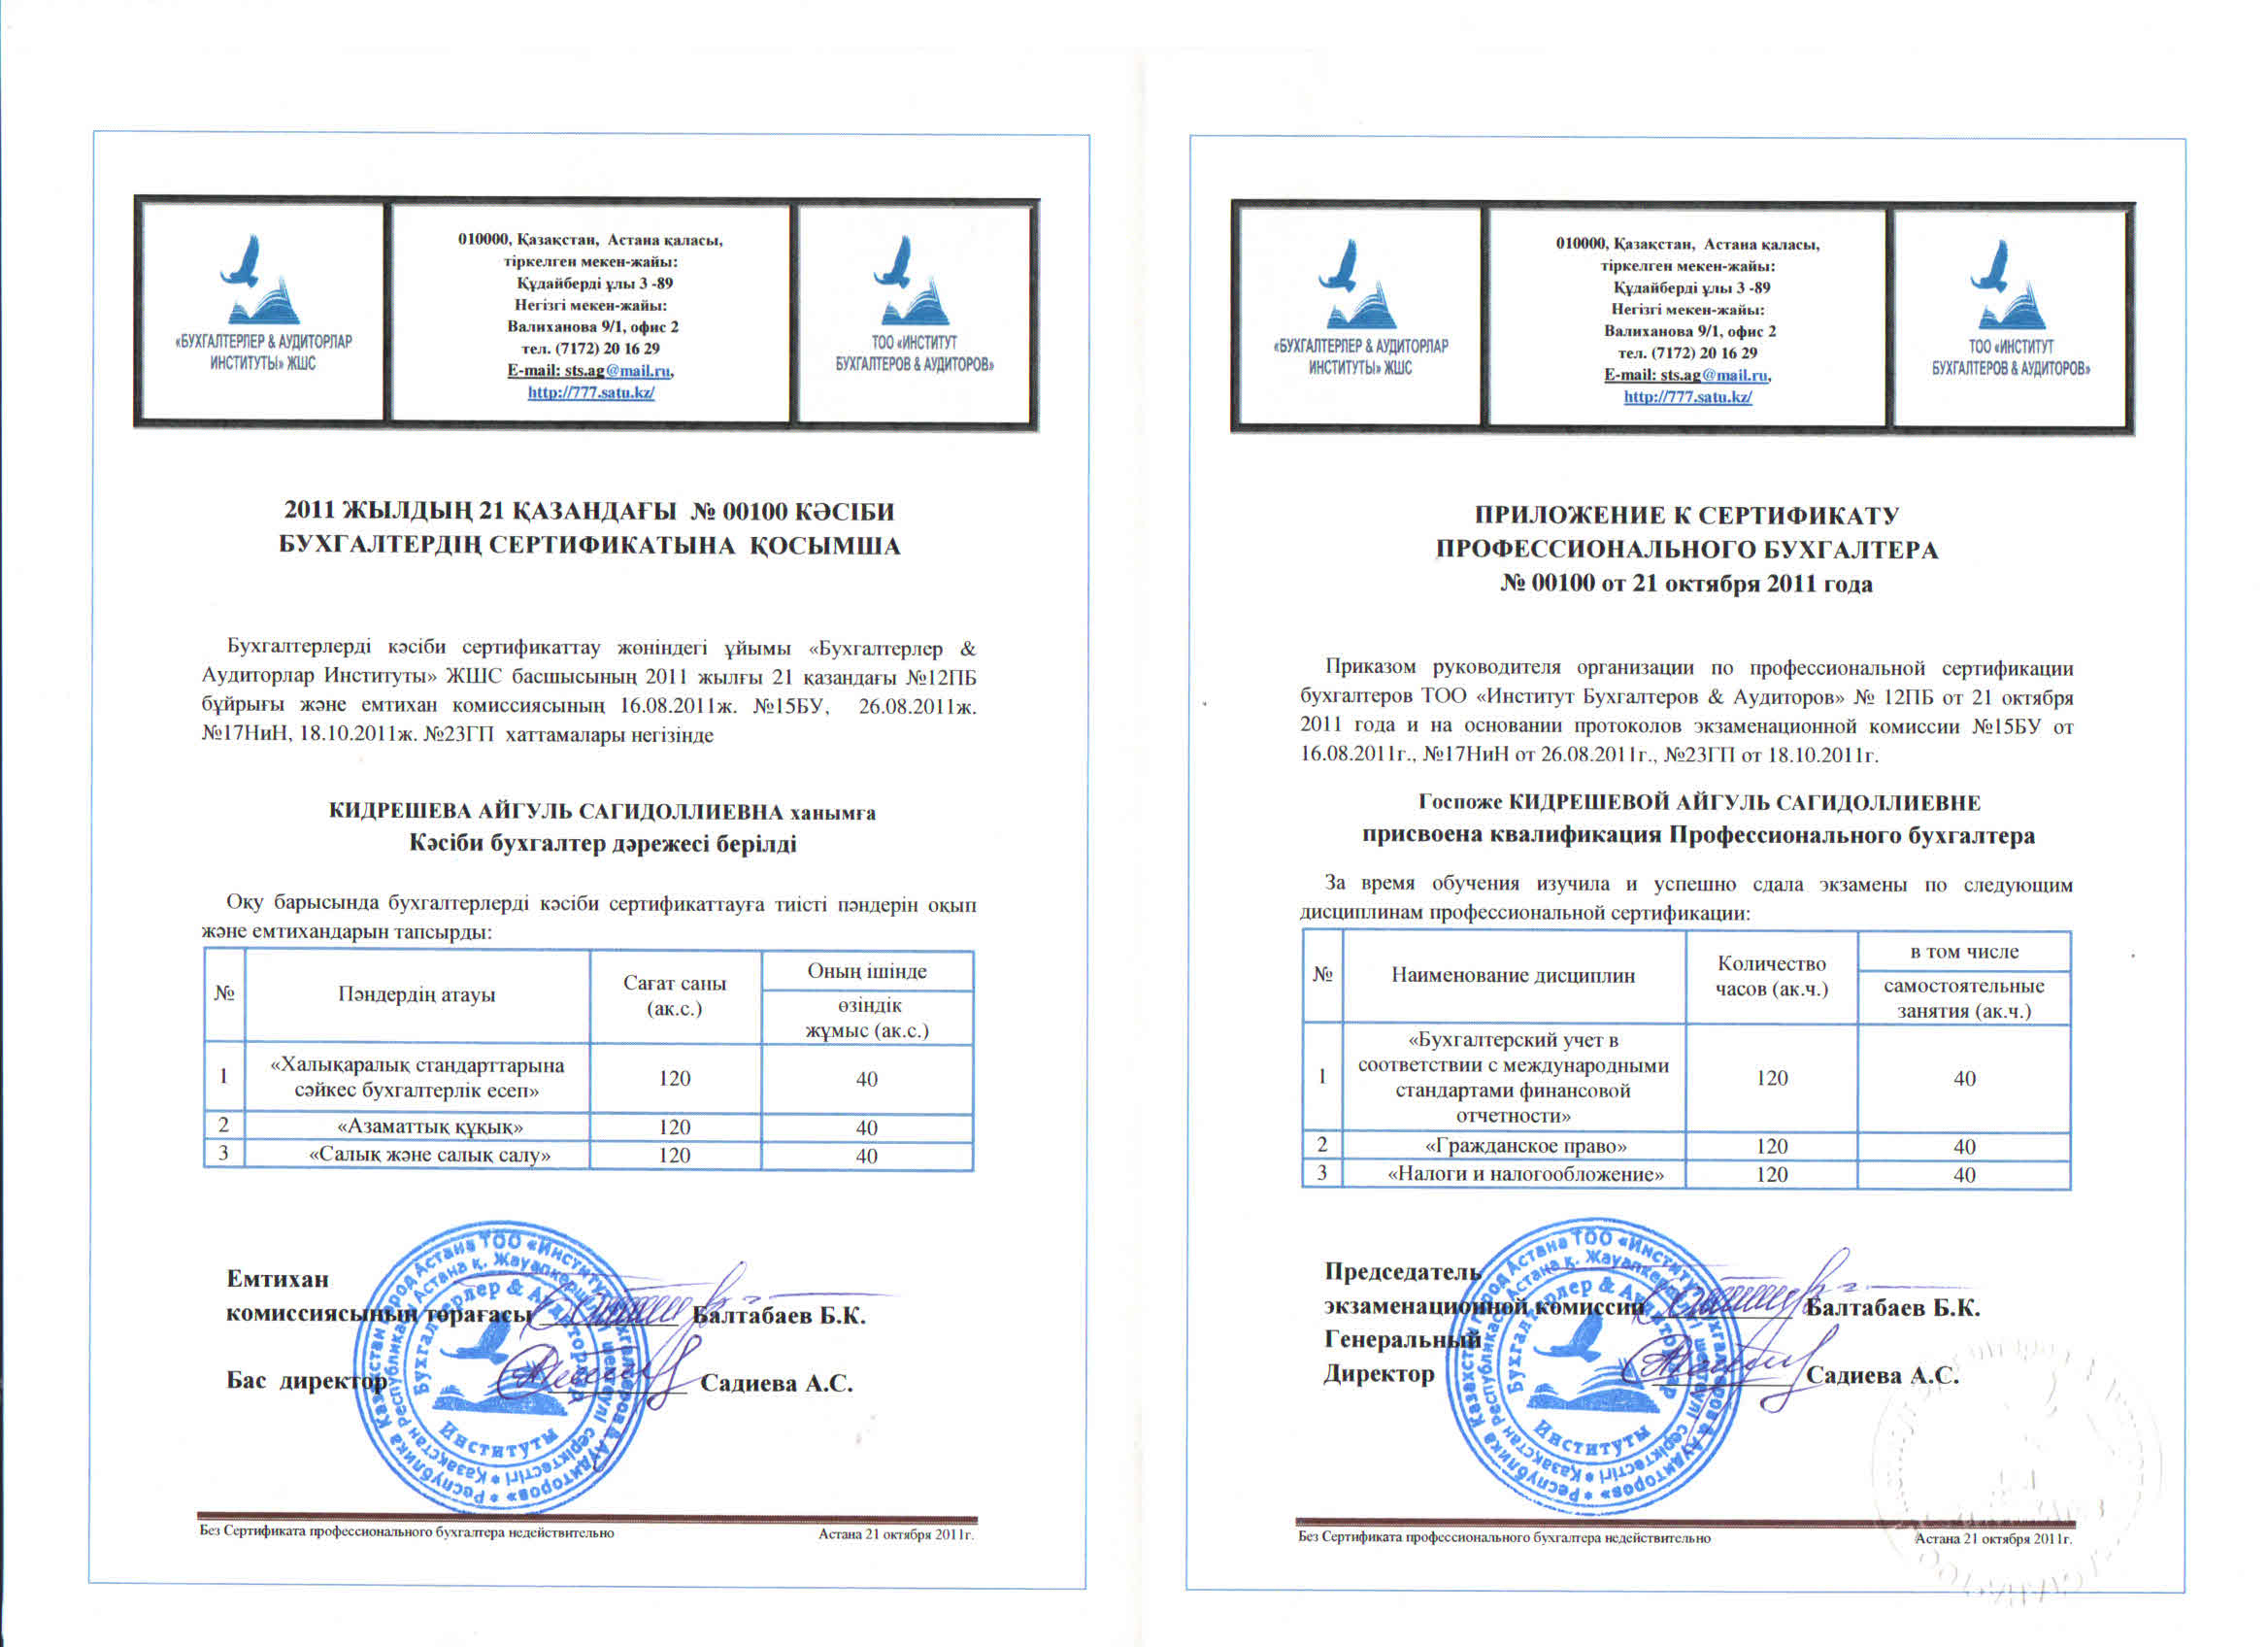 «БУХГАЛТЕРЛЕР & АУДИТОРЛАР
ИНСТИТУТЫ» ЖШС
010000, Қазақстан, Астана қаласы,
тіркелген мекен-жайы:
Құдайберді ұлы 3 -89
Негізгі мекен-жайы:
Валиханова 9/1, офис 2
тел. (7172) 20 16 29
E-mail: sts.ag@mail.ru,
http://777.satu.kz/
ТОО «ИНСТИТУТ
БУХГАЛТЕРОВ & АУДИТОРОВ»
2011 ЖЫЛДЫҢ 21 ҚАЗАНДАҒЫ № 00100 КӘСІБИ
БУХГАЛТЕРДІҢ СЕРТИФИКАТЫНА ҚОСЫМША
Бухгалтерлерді кәсіби сертификаттау жөніндегі ұйымы «Бухгалтерлер &
Аудиторлар Институты» ЖШС басшысының 2011 жылғы 21 қазандағы №12ПБ
бұйрығы және емтихан комиссиясының 16.08.2011ж. №15БУ, 26.08.2011ж.
№17НиН, 18.10.2011ж. №23ГП хаттамалары негізінде
КИДРЕШЕВА АЙГУЛЬ САГИДОЛЛИЕВНА ханымға
Кәсіби бухгалтер дәрежесі берілді
Оқу барысында бухгалтерлерді кәсіби сертификаттауға тиісті пәндерін оқып
және емтихандарын тапсырды:
№ Пәндердің атауы Сағат саны (ак.с.) Оның ішінде
өзіндік
жұмыс (ак.с.)
1 «Халықаралық стандарттарына
сәйкес бухгалтерлік есеп» 120 40
2 «Азаматтық құқық» 120 40
3 «Салық және салық салу» 120 40
Емтихан
комиссиясының төрағасы Балтабаев Б.К.
Бас директор Садиева А.С.
Бухгалтерлер & Аудиторлар
Институты
Без Сертификата профессионального бухгалтера недействительно Астана 21 октября 2011г.
«БУХГАЛТЕРЛЕР & АУДИТОРЛАР
ИНСТИТУТЫ» ЖШС
010000, Қазақстан, Астана қаласы,
тіркелген мекен-жайы:
Құдайберді ұлы 3 -89
Негізгі мекен-жайы:
Валиханова 9/1, офис 2
тел. (7172) 20 16 29
E-mail: sts.ag@mail.ru,
http://777.satu.kz/
ТОО «ИНСТИТУТ
БУХГАЛТЕРОВ & АУДИТОРОВ»
ПРИЛОЖЕНИЕ К СЕРТИФИКАТУ
ПРОФЕССИОНАЛЬНОГО БУХГАЛТЕРА
№ 00100 от 21 октября 2011 года
Приказом руководителя организации по профессиональной сертификации
бухгалтеров ТОО «Институт Бухгалтеров & Аудиторов» № 12ПБ от 21 октября
2011 года и на основании протоколов экзаменационной комиссии №15БУ от
16.08.2011г., №17НиН от 26.08.2011г., №23ГП от 18.10.2011г.
Госпоже КИДРЕШЕВОЙ АЙГУЛЬ САГИДОЛЛИЕВНЕ
присвоена квалификация Профессионального бухгалтера
За время обучения изучила и успешно сдала экзамены по следующим
дисциплинам профессиональной сертификации:
№ Наименование дисциплин Количество часов (ак.ч.) в том числе
самостоятельные
занятия (ак.ч.)
1 «Бухгалтерский учет в
соответствии с международными
стандартами финансовой
отчетности» 120 40
2 «Гражданское право» 120 40
3 «Налоги и налогообложение» 120 40
Председатель
экзаменационной комиссии Балтабаев Б.К.
Генеральный
Директор Садиева А.С.
Бухгалтерлер & Аудиторлар
Институты
Без Сертификата профессионального бухгалтера недействительно Астана 21 октября 2011г.